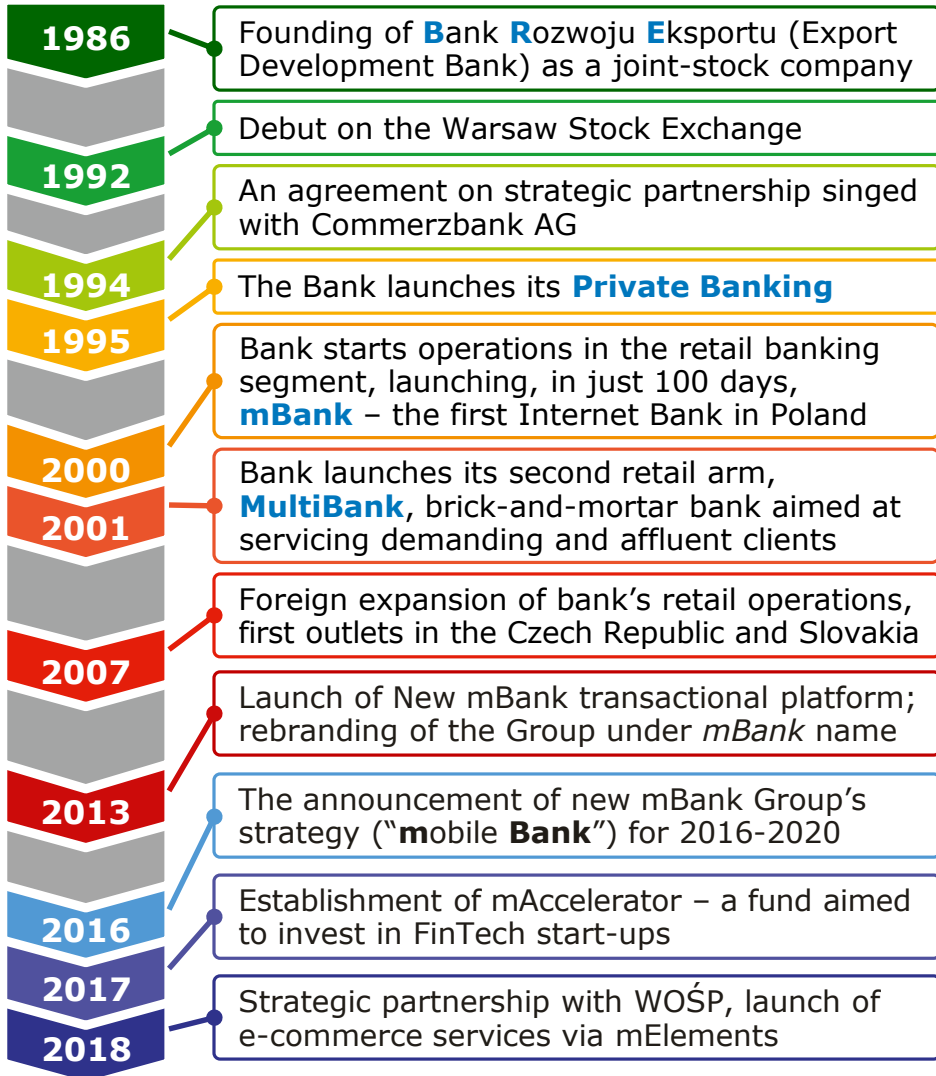 1986
Founding of Bank Rozwoju Eksportu (Export
Development Bank) as a joint-stock company
1992
Debut on the Warsaw Stock Exchange
1994
An agreement on strategic partnership singed
with Commerzbank AG
1995
The Bank launches its Private Banking
2000
Bank starts operations in the retail banking
segment, launching, in just 100 days,
mBank – the first Internet Bank in Poland
2001
Bank launches its second retail arm,
MultiBank, brick-and-mortar bank aimed at
servicing demanding and affluent clients
2007
Foreign expansion of bank’s retail operations,
first outlets in the Czech Republic and Slovakia
2013
Launch of New mBank transactional platform;
rebranding of the Group under mBank name
2016
The announcement of new mBank Group’s
strategy (“mobile Bank”) for 2016-2020
2017
Establishment of mAccelerator – a fund aimed
to invest in FinTech start-ups
2018
Strategic partnership with WOŚP, launch of
e-commerce services via mElements